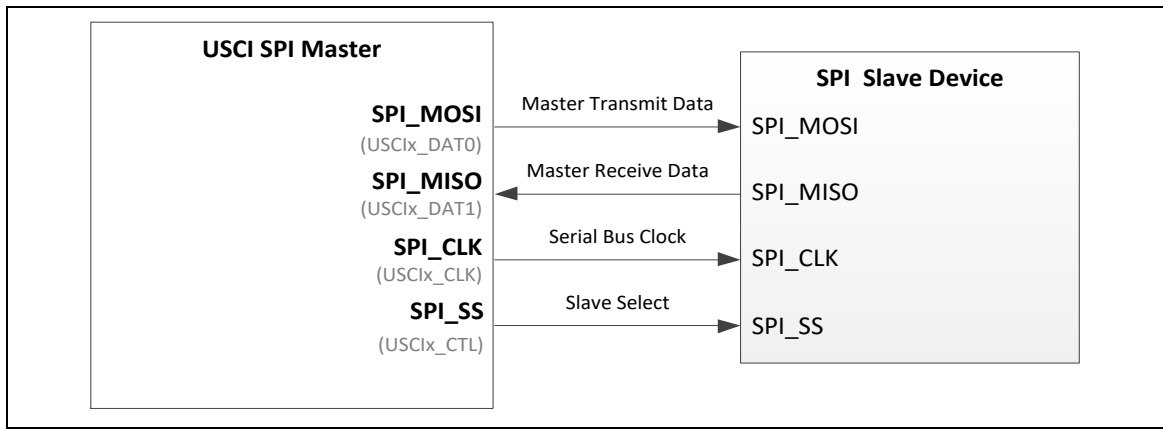 USCI SPI Master
SPI_MOSI
(USCIx_DAT0)
SPI_MISO
(USCIx_DAT1)
SPI_CLK
(USCIx_CLK)
SPI_SS
(USCIx_CTL)
Master Transmit Data
Master Receive Data
Serial Bus Clock
Slave Select
SPI Slave Device
SPI_MOSI
SPI_MISO
SPI_CLK
SPI_SS